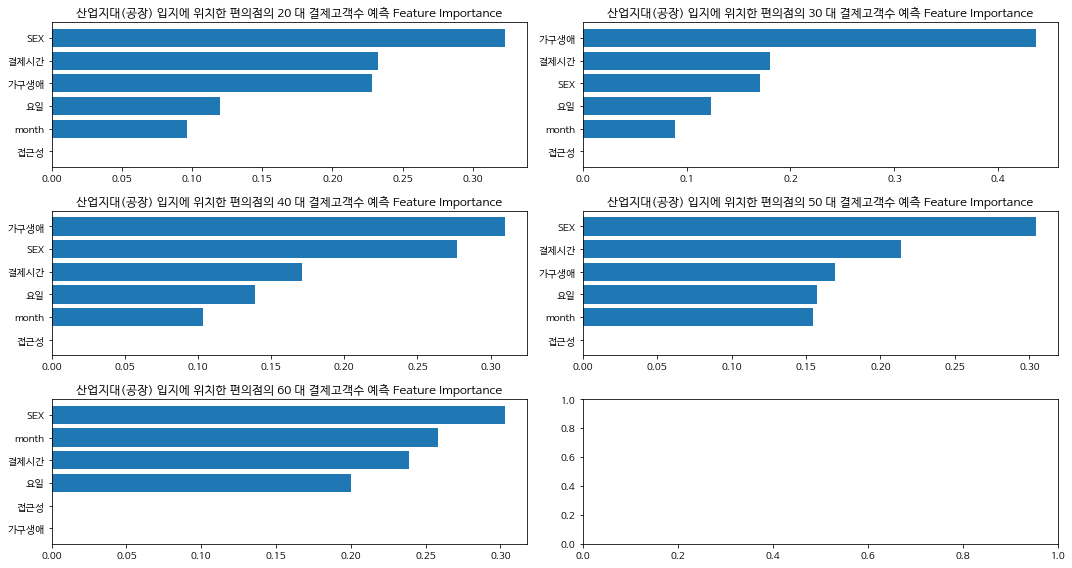 산업지대(공장) 입지에 위치한 편의점의 20 대 결제고객수 예측 Feature Importance
SEX
결제시간
가구생애
요일
month
접근성
0.00 0.05 0.10 0.15 0.20 0.25 0.30
산업지대(공장) 입지에 위치한 편의점의 30 대 결제고객수 예측 Feature Importance
가구생애
결제시간
SEX
요일
month
접근성
0.0 0.1 0.2 0.3 0.4
산업지대(공장) 입지에 위치한 편의점의 40 대 결제고객수 예측 Feature Importance
가구생애
SEX
결제시간
요일
month
접근성
0.00 0.05 0.10 0.15 0.20 0.25 0.30
산업지대(공장) 입지에 위치한 편의점의 50 대 결제고객수 예측 Feature Importance
SEX
결제시간
가구생애
요일
month
접근성
0.00 0.05 0.10 0.15 0.20 0.25 0.30
산업지대(공장) 입지에 위치한 편의점의 60 대 결제고객수 예측 Feature Importance
SEX
month
결제시간
요일
접근성
가구생애
0.00 0.05 0.10 0.15 0.20 0.25 0.30
1.0
0.8
0.6
0.4
0.2
0.0
0.0 0.2 0.4 0.6 0.8 1.0